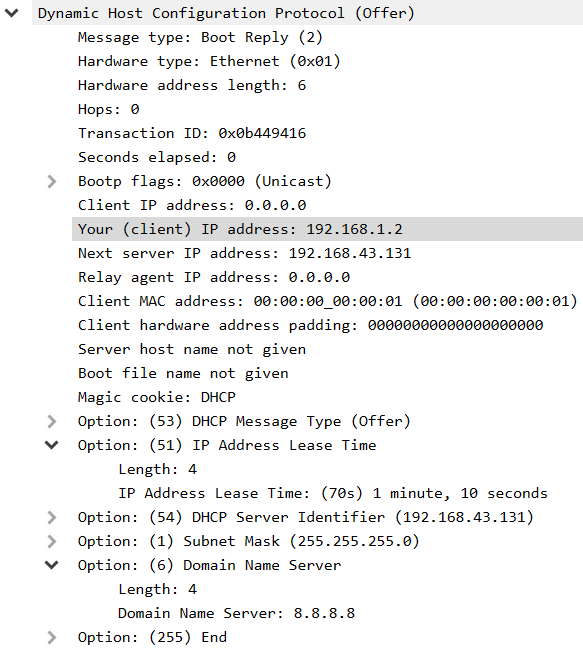 Dynamic Host Configuration Protocol (Offer)
Message type: Boot Reply (2)
Hardware type: Ethernet (0x01)
Hardware address length: 6
Hops: 0
Transaction ID: 0x0b449416
Seconds elapsed: 0
Bootp flags: 0x0000 (Unicast)
Client IP address: 0.0.0.0
Your (client) IP address: 192.168.1.2
Next server IP address: 192.168.43.131
Relay agent IP address: 0.0.0.0
Client MAC address: 00:00:00_00:00:01 (00:00:00:00:00:01)
Client hardware address padding: 00000000000000000000
Server host name not given
Boot file name not given
Magic cookie: DHCP
Option: (53) DHCP Message Type (Offer)
Option: (51) IP Address Lease Time
Length: 4
IP Address Lease Time: (70s) 1 minute, 10 seconds
Option: (54) DHCP Server Identifier (192.168.43.131)
Option: (1) Subnet Mask (255.255.255.0)
Option: (6) Domain Name Server
Length: 4
Domain Name Server: 8.8.8.8
Option: (255) End